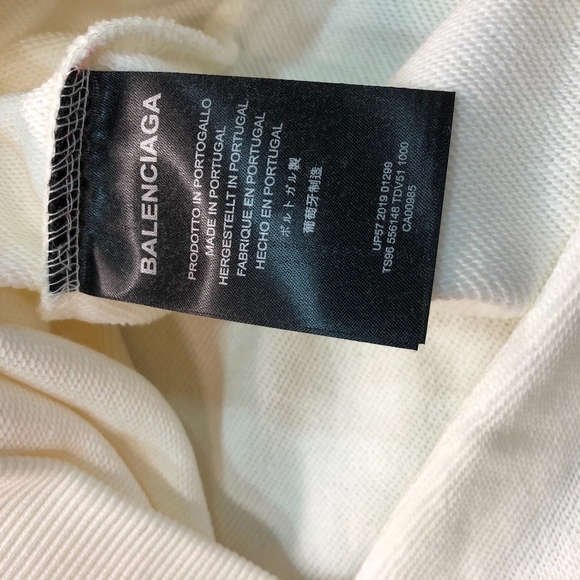 BALENCIAGA
PRODOTTO IN PORTOGALLO
MADE IN PORTUGAL
HERGESTELLT IN PORTUGAL
FABRIQUE EN PORTUGAL
HECHO EN PORTUGAL
ポルトガル製
葡萄牙制造
UP57 2019 01299
TS96 556148 TDV51 1000
CA00985